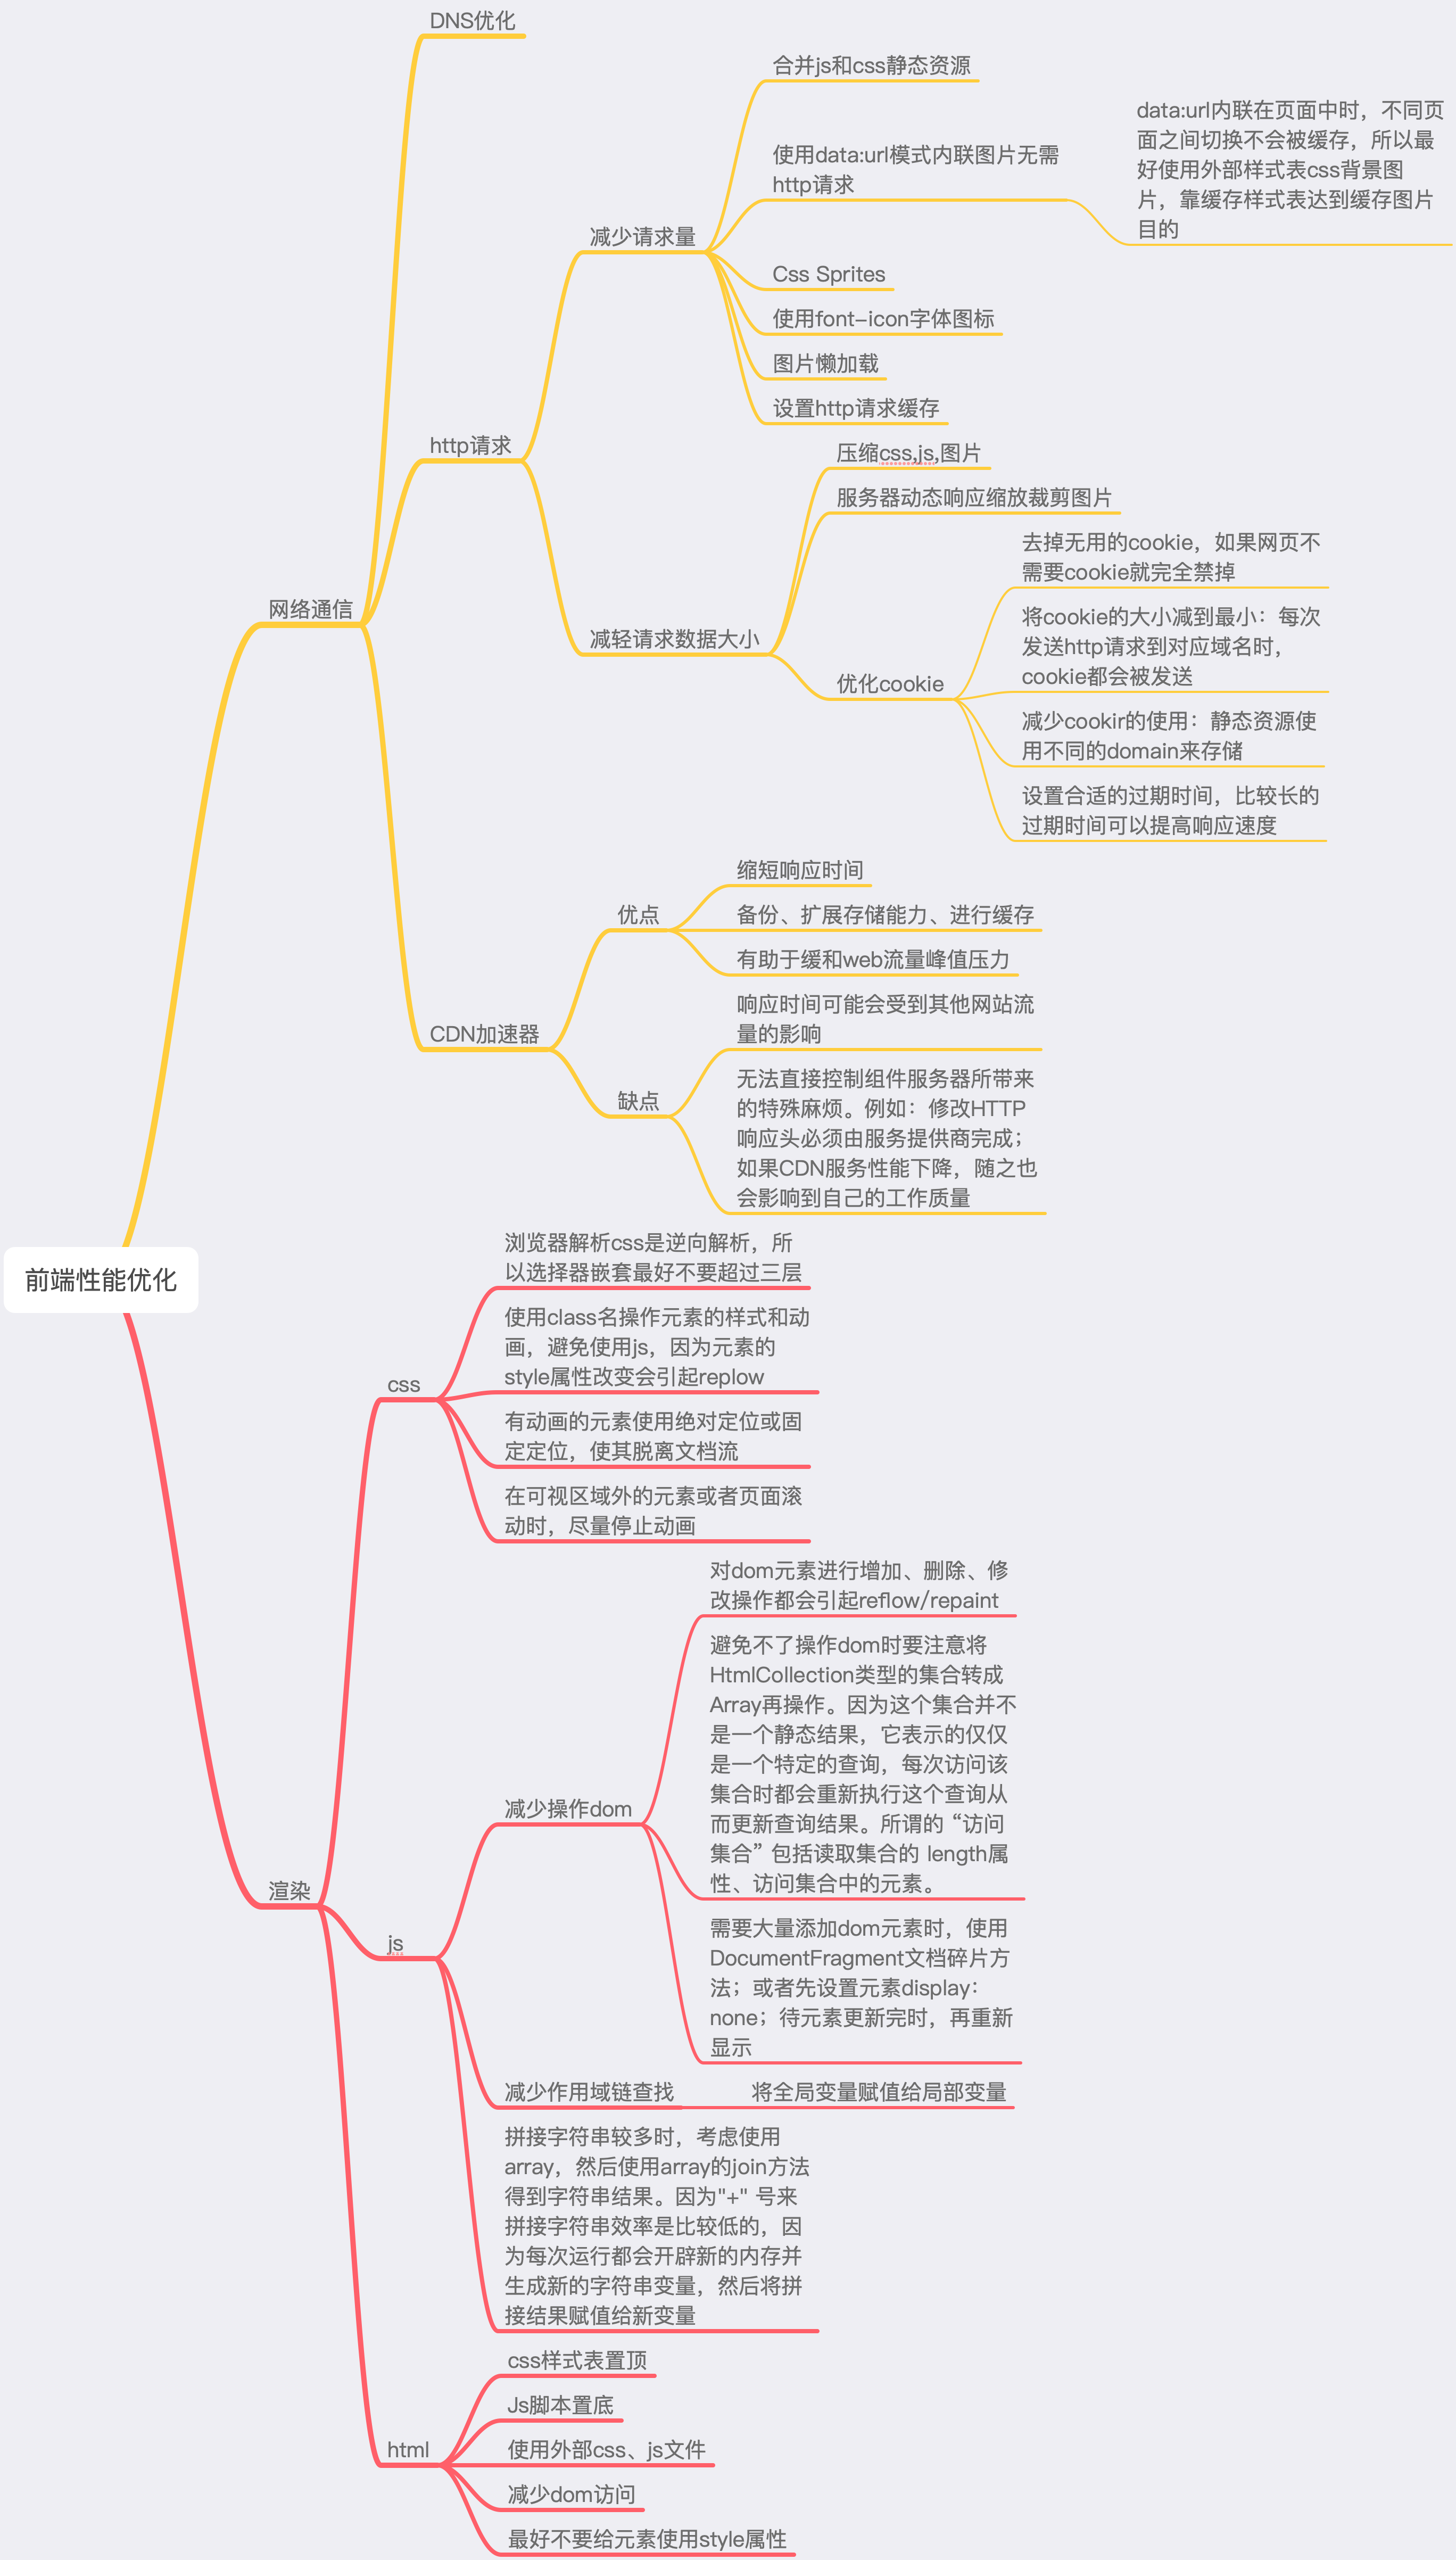 DNS优化
合并js和css静态资源
data:url内联在页面中时，不同页
面之间切换不会被缓存，所以最
好使用外部样式表css背景图
片，靠缓存样式表达到缓存图片
目的
使用data:url模式内联图片无需
http请求
减少请求量
Css Sprites
使用font-icon字体图标
图片懒加载
设置http请求缓存
http请求
压缩css,js,图片
服务器动态响应缩放裁剪图片
去掉无用的cookie，如果网页不
需要cookie就完全禁掉
网络通信
将cookie的大小减到最小：每次
发送http请求到对应域名时，
cookie都会被发送
减轻请求数据大小
优化cookie
减少cookir的使用：静态资源使
用不同的domain来存储
设置合适的过期时间，比较长的
过期时间可以提高响应速度
缩短响应时间
优点
备份、扩展存储能力、进行缓存
有助于缓和web流量峰值压力
CDN加速器
响应时间可能会受到其他网站流
量的影响
缺点
无法直接控制组件服务器所带来
的特殊麻烦。例如：修改HTTP
响应头必须由服务提供商完成；
如果CDN服务性能下降，随之也
会影响到自己的工作质量
前端性能优化
浏览器解析css是逆向解析，所
以选择器嵌套最好不要超过三层
使用class名操作元素的样式和动
画，避免使用js，因为元素的
style属性改变会引起replow
css
有动画的元素使用绝对定位或固
定定位，使其脱离文档流
在可视区域外的元素或者页面滚
动时，尽量停止动画
对dom元素进行增加、删除、修
改操作都会引起reflow/repaint
避免不了操作dom时要注意将
HtmlCollection类型的集合转成
Array再操作。因为这个集合并不
是一个静态结果，它表示的仅仅
是一个特定的查询，每次访问该
集合时都会重新执行这个查询从
而更新查询结果。所谓的 “访问
集合” 包括读取集合的 length属
性、访问集合中的元素。
减少操作dom
渲染
js
需要大量添加dom元素时，使用
DocumentFragment文档碎片方
法；或者先设置元素display：
none；待元素更新完时，再重新
显示
减少作用域链查找
将全局变量赋值给局部变量
拼接字符串较多时，考虑使用
array，然后使用array的join方法
得到字符串结果。因为"+" 号来
拼接字符串效率是比较低的，因
为每次运行都会开辟新的内存并
生成新的字符串变量，然后将拼
接结果赋值给新变量
css样式表置顶
Js脚本置底
html
使用外部css、js文件
减少dom访问
最好不要给元素使用style属性